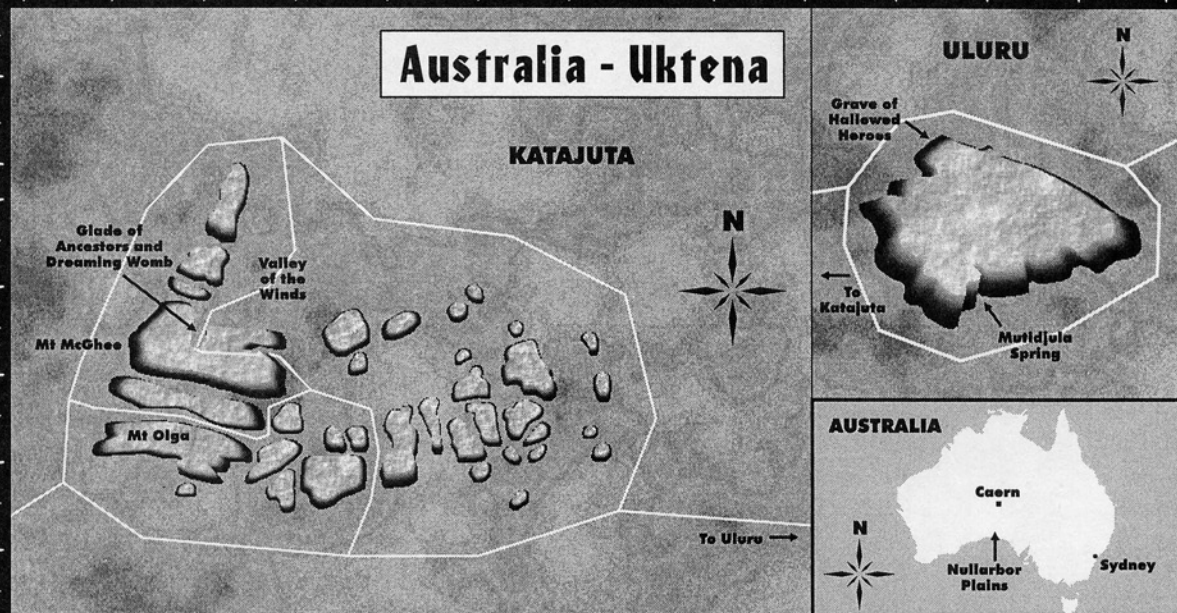 Australia - Uktena
KATAJUTA
N
Glade of
Ancestors and
Dreaming Womb
Valley
of the
Winds
Mt McGhee
Mt Olga
To Uluru
ULURU
N
Grave of
Hallowed
Heroes
To
Katajuta
Mutidjula
Spring
AUSTRALIA
Caern
N
Nullarbor
Plains
Sydney